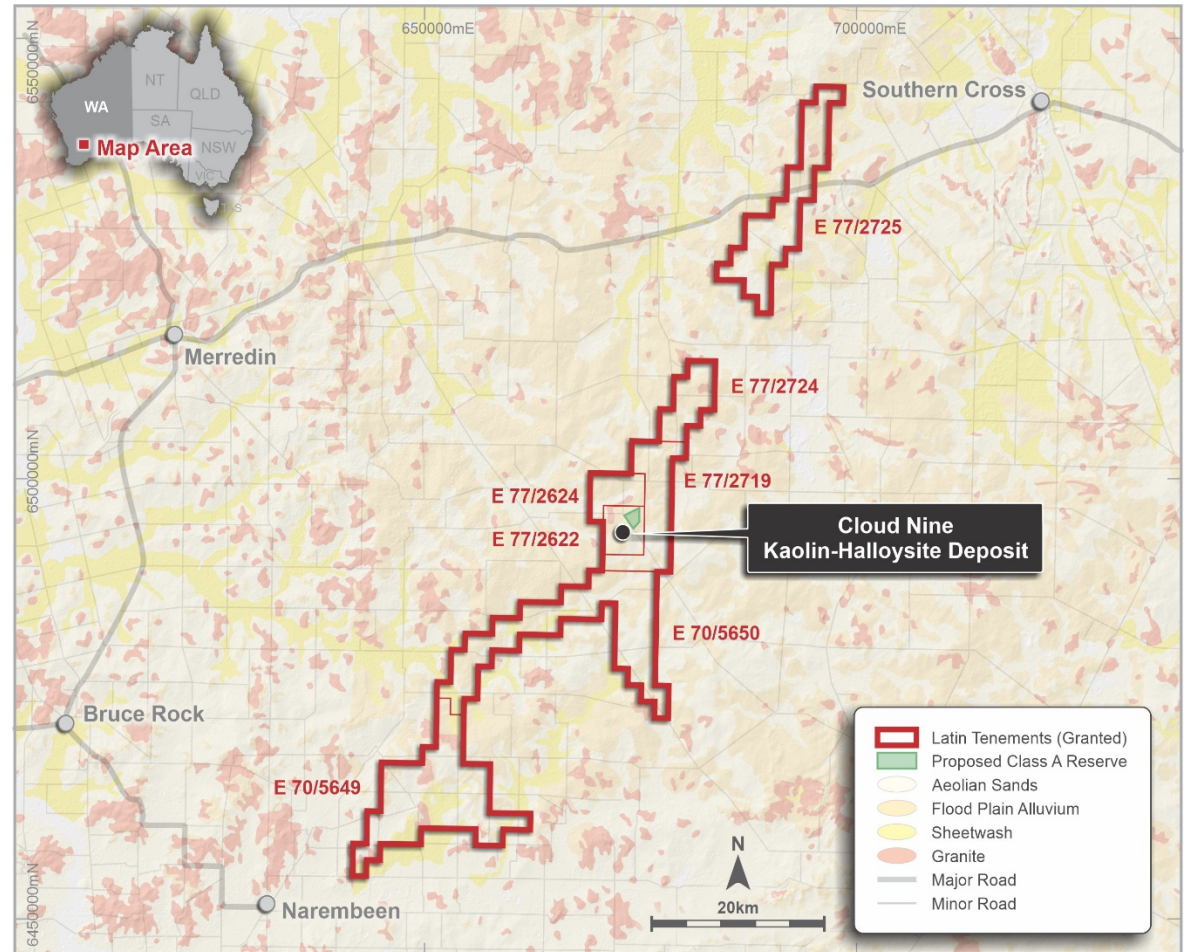 650000mE
700000mE
6550000mN
6500000mN
6450000mN
NT
QLD
WA
SA
NSW
VIC
TAS
Map Area
Southern Cross
E 77/2725
Merredin
E 77/2724
E 77/2719
E 77/2624
E 77/2622
Cloud Nine
Kaolin-Halloysite Deposit
E 70/5650
Bruce Rock
E 70/5649
Narembeen
N
20km
Latin Tenements (Granted)
Proposed Class A Reserve
Aeolian Sands
Flood Plain Alluvium
Sheetwash
Granite
Major Road
Minor Road